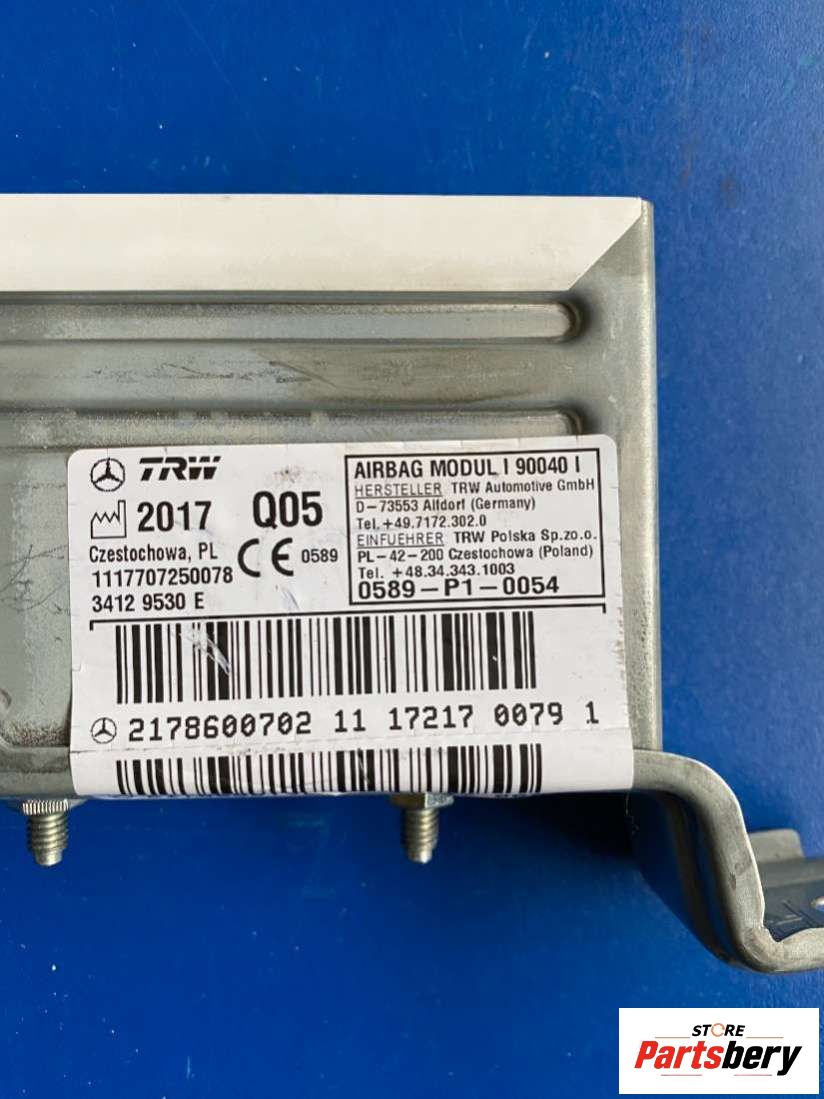 TRW
2017 Q05
Czestochowa, PL
1117707250078
CE 0589
3412 9530 E
AIRBAG MODUL I 90040 I
HERSTELLER TRW Automotive GmbH
D-73553 Alfdorf (Germany)
Tel.+49.7172.302.0
EINFUEHRER TRW Polska Sp.zo.o.
PL-42-200 Czestochowa (Poland)
Tel. +48.34.343.1003
0589-P1-0054
2178600702 11 17217 0079 1
STORE
Partsbery